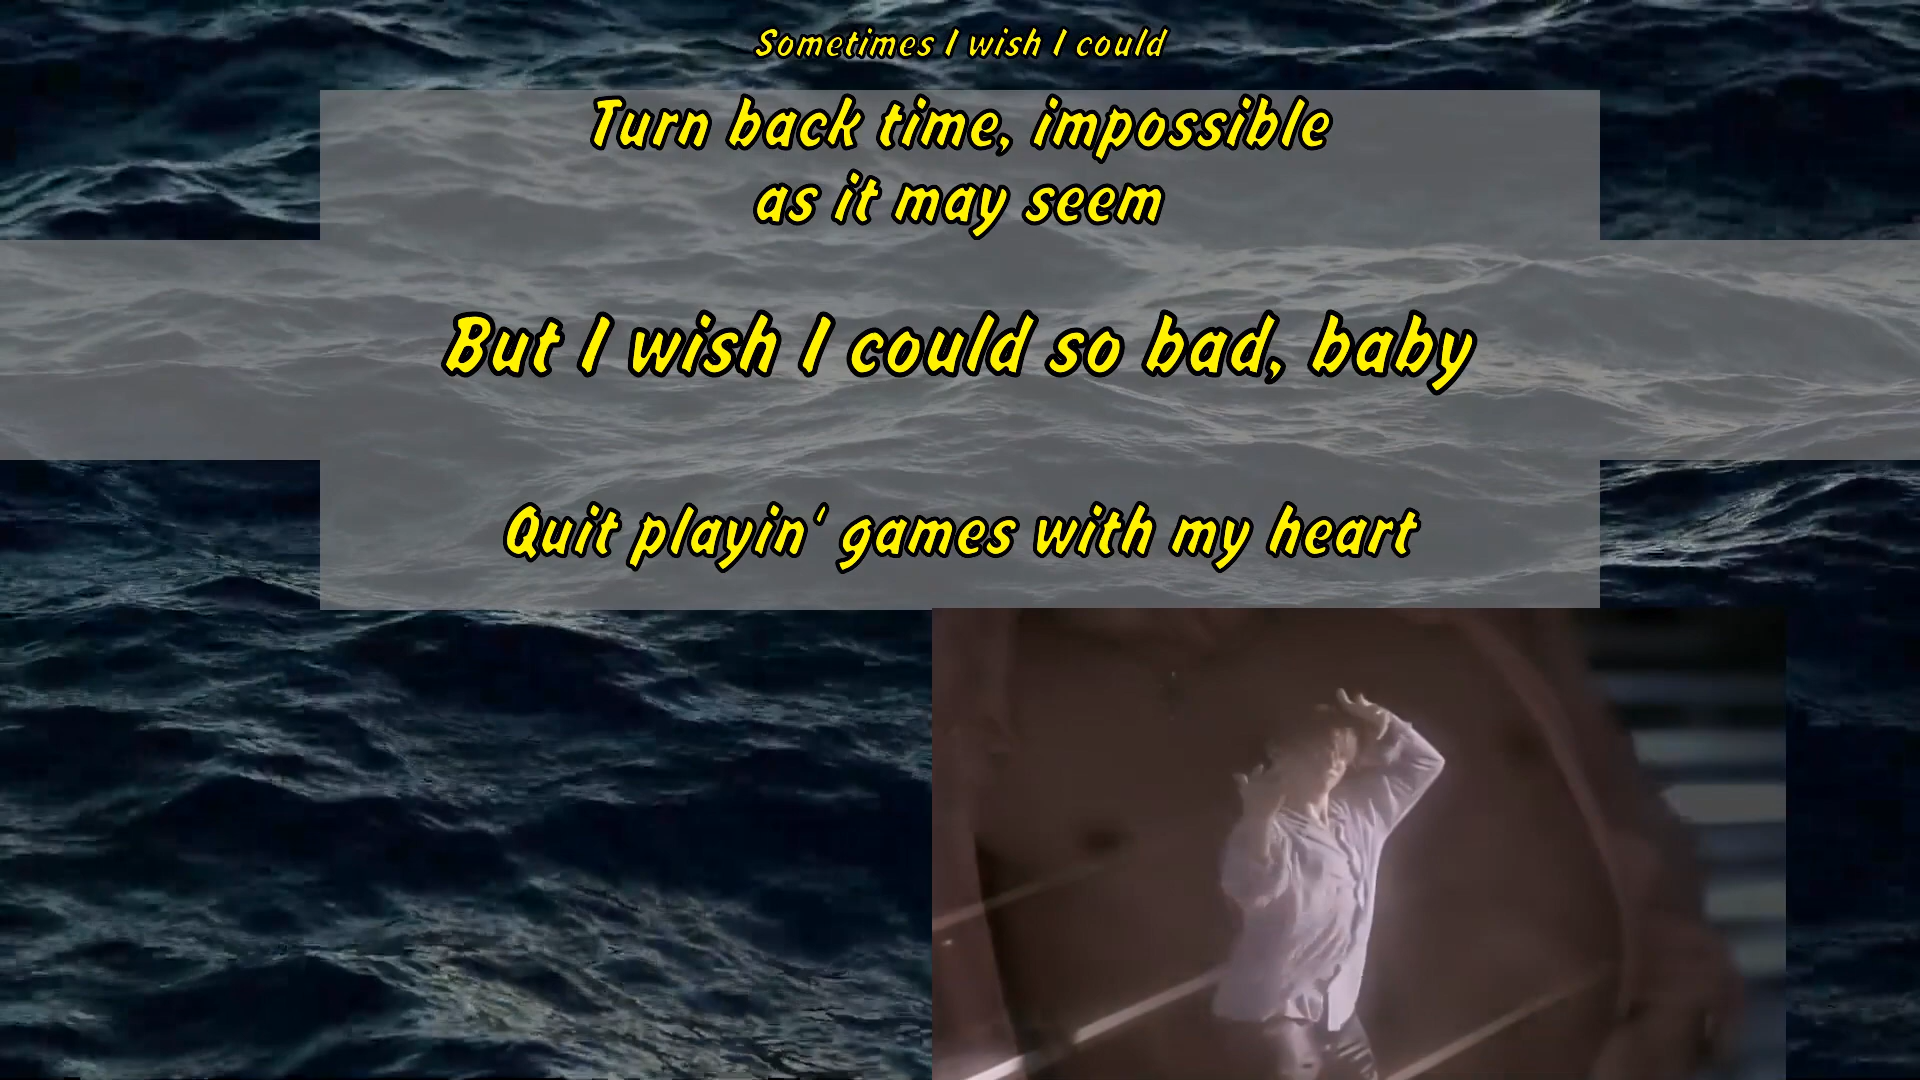 Sometimes I wish I could
Turn back time, impossible
as it may seem
But I wish I could so bad, baby
Quit playin' games with my heart